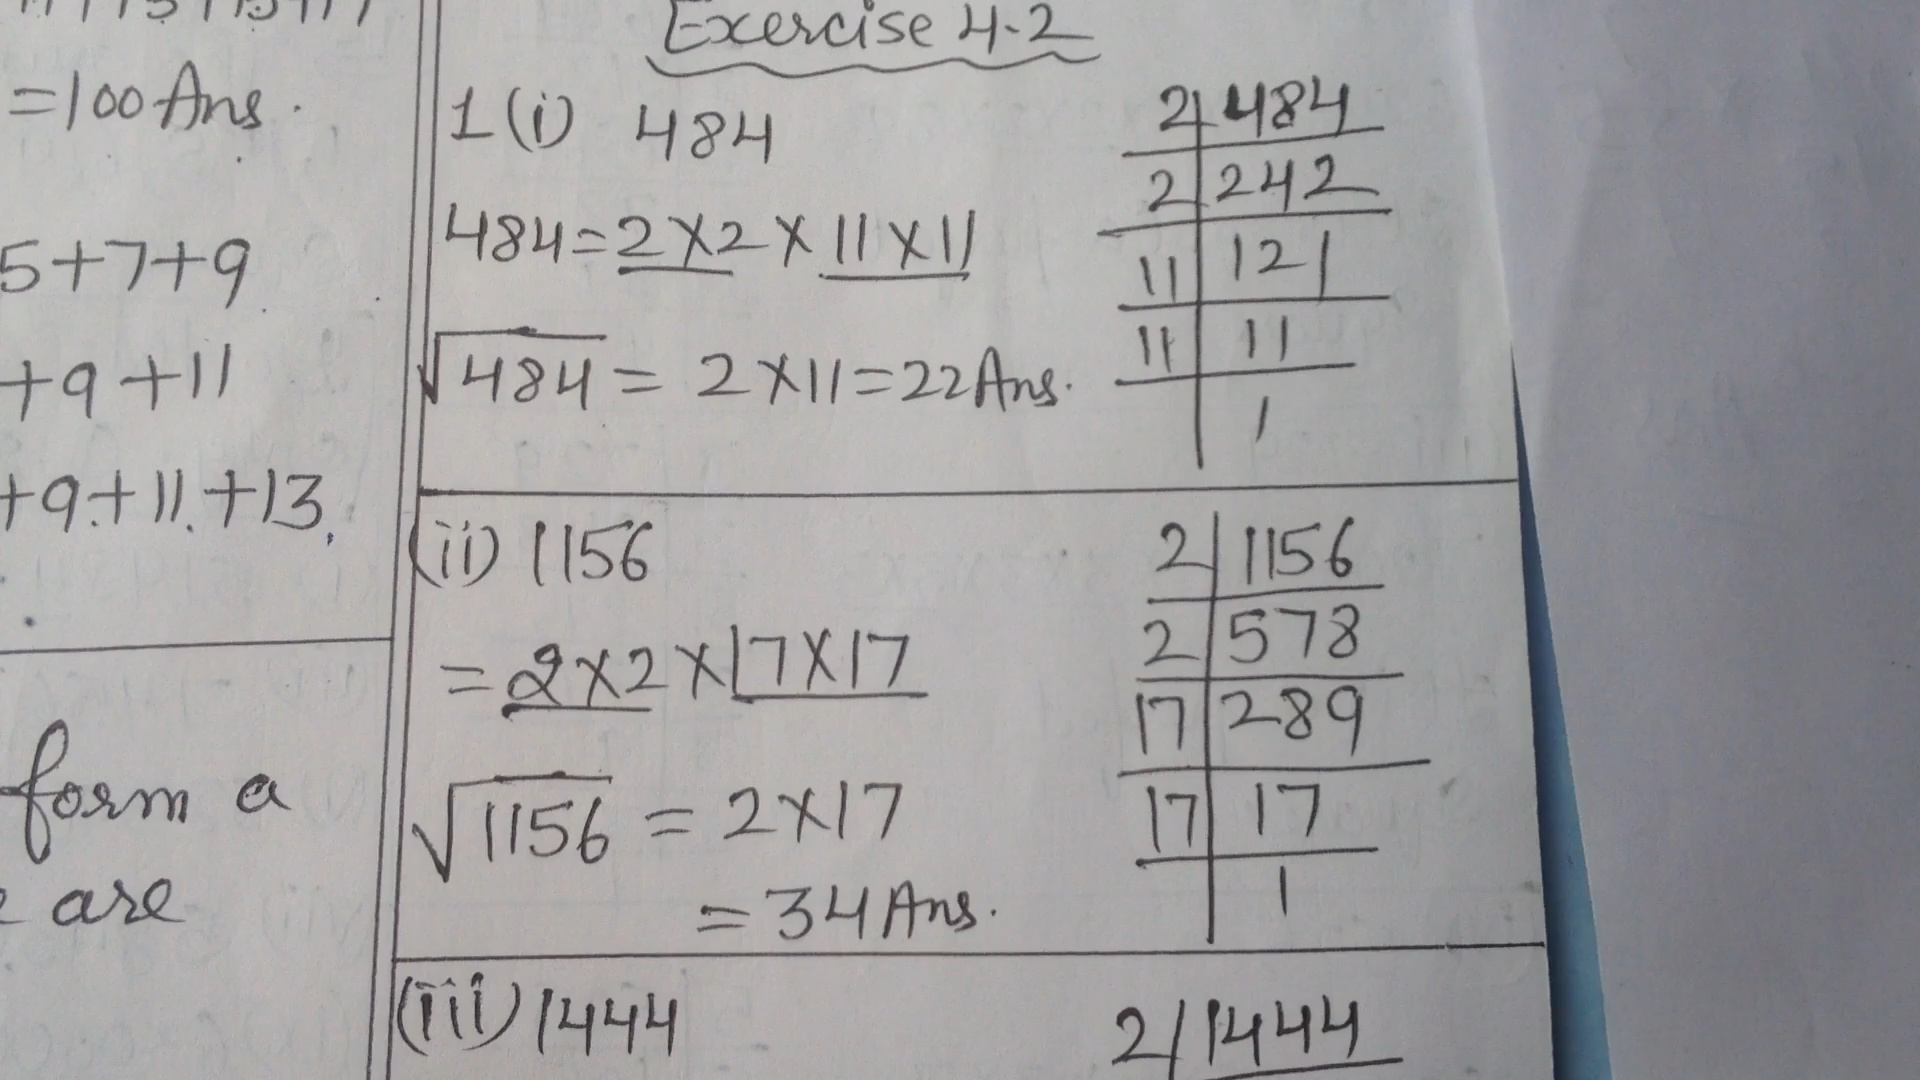 =100 Ans.
5+7+9
+9+11
+9+11+13,
form a
are
Exercise 4.2
1(i) 484
484=2×2×11×11
√484 = 2×11=22 Ans.
2|484
2|242
11|121
11|11
1
(ii) 1156
=2×2×17×17
√1156 = 2×17
=34 Ans.
2|1156
2|578
17|289
17|17
1
(iii) 1444
2|1444